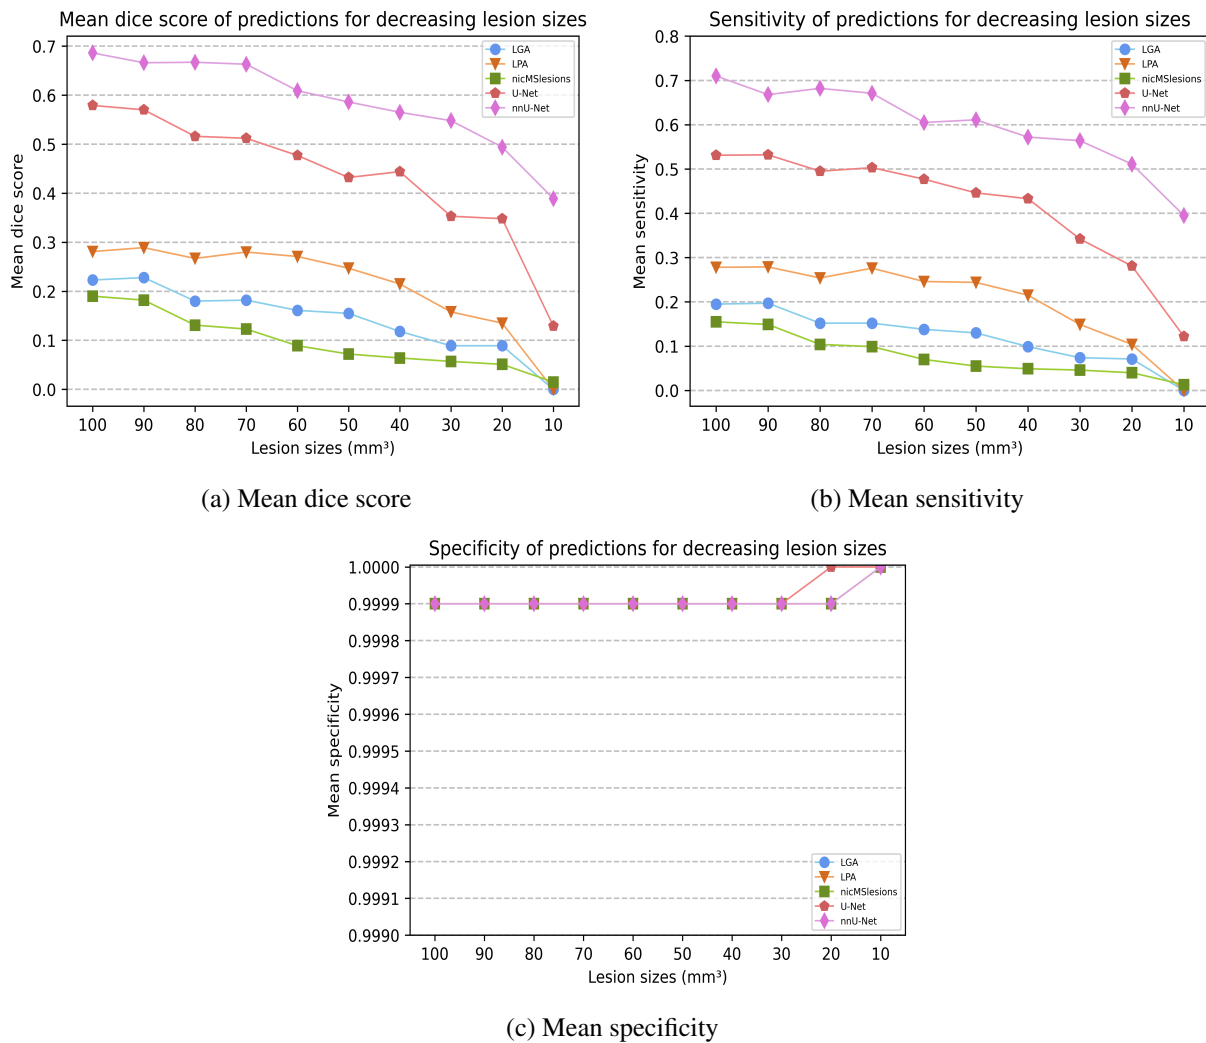 Mean dice score of predictions for decreasing lesion sizes
0.7
0.6
0.5
0.4
0.3
0.2
0.1
0.0
Mean dice score
LGA
LPA
nicMSlesions
U-Net
nnU-Net
100 90 80 70 60 50 40 30 20 10
Lesion sizes (mm³)
(a) Mean dice score
Sensitivity of predictions for decreasing lesion sizes
0.8
0.7
0.6
0.5
0.4
0.3
0.2
0.1
0.0
Mean sensitivity
LGA
LPA
nicMSlesions
U-Net
nnU-Net
100 90 80 70 60 50 40 30 20 10
Lesion sizes (mm³)
(b) Mean sensitivity
Specificity of predictions for decreasing lesion sizes
1.0000
0.9999
0.9998
0.9997
0.9996
0.9995
0.9994
0.9993
0.9992
0.9991
0.9990
Mean specificity
LGA
LPA
nicMSlesions
U-Net
nnU-Net
100 90 80 70 60 50 40 30 20 10
Lesion sizes (mm³)
(c) Mean specificity